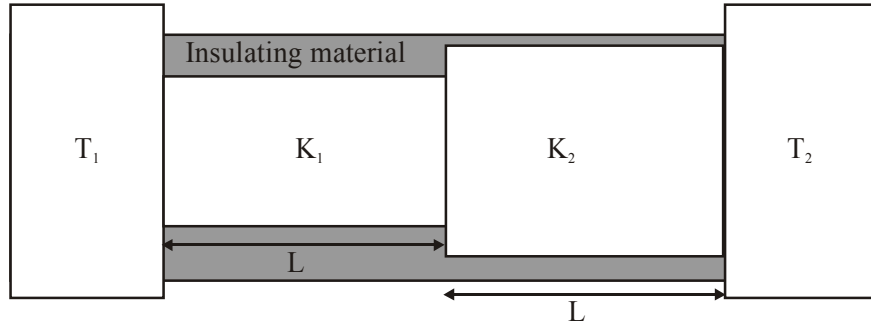 Insulating material
T₁
K₁
K₂
T₂
L
L